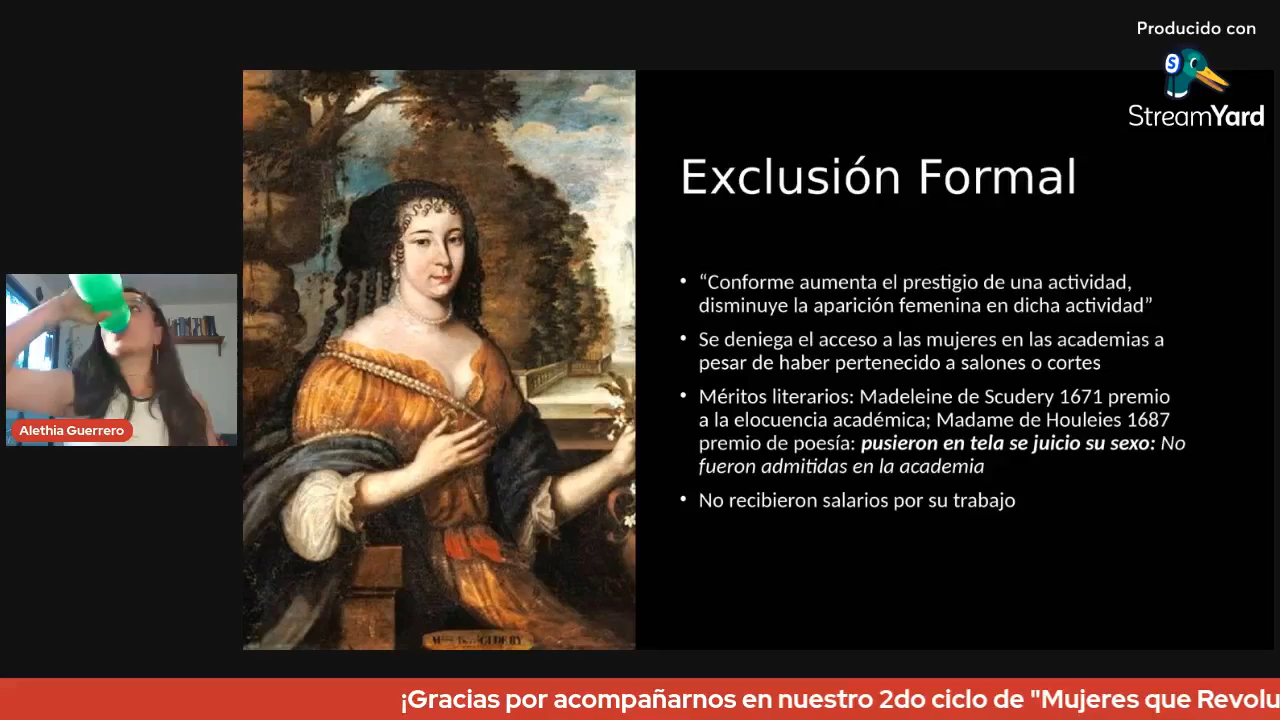 Producido con
StreamYard
Exclusión Formal
• “Conforme aumenta el prestigio de una actividad,
disminuye la aparición femenina en dicha actividad”
• Se deniega el acceso a las mujeres en las academias a
pesar de haber pertenecido a salones o cortes
• Méritos literarios: Madeleine de Scudery 1671 premio
a la elocuencia académica; Madame de Houleies 1687
premio de poesía: pusieron en tela se juicio su sexo: No
fueron admitidas en la academia
• No recibieron salarios por su trabajo
Alethia Guerrero
¡Gracias por acompañarnos en nuestro 2do ciclo de "Mujeres que Revolu